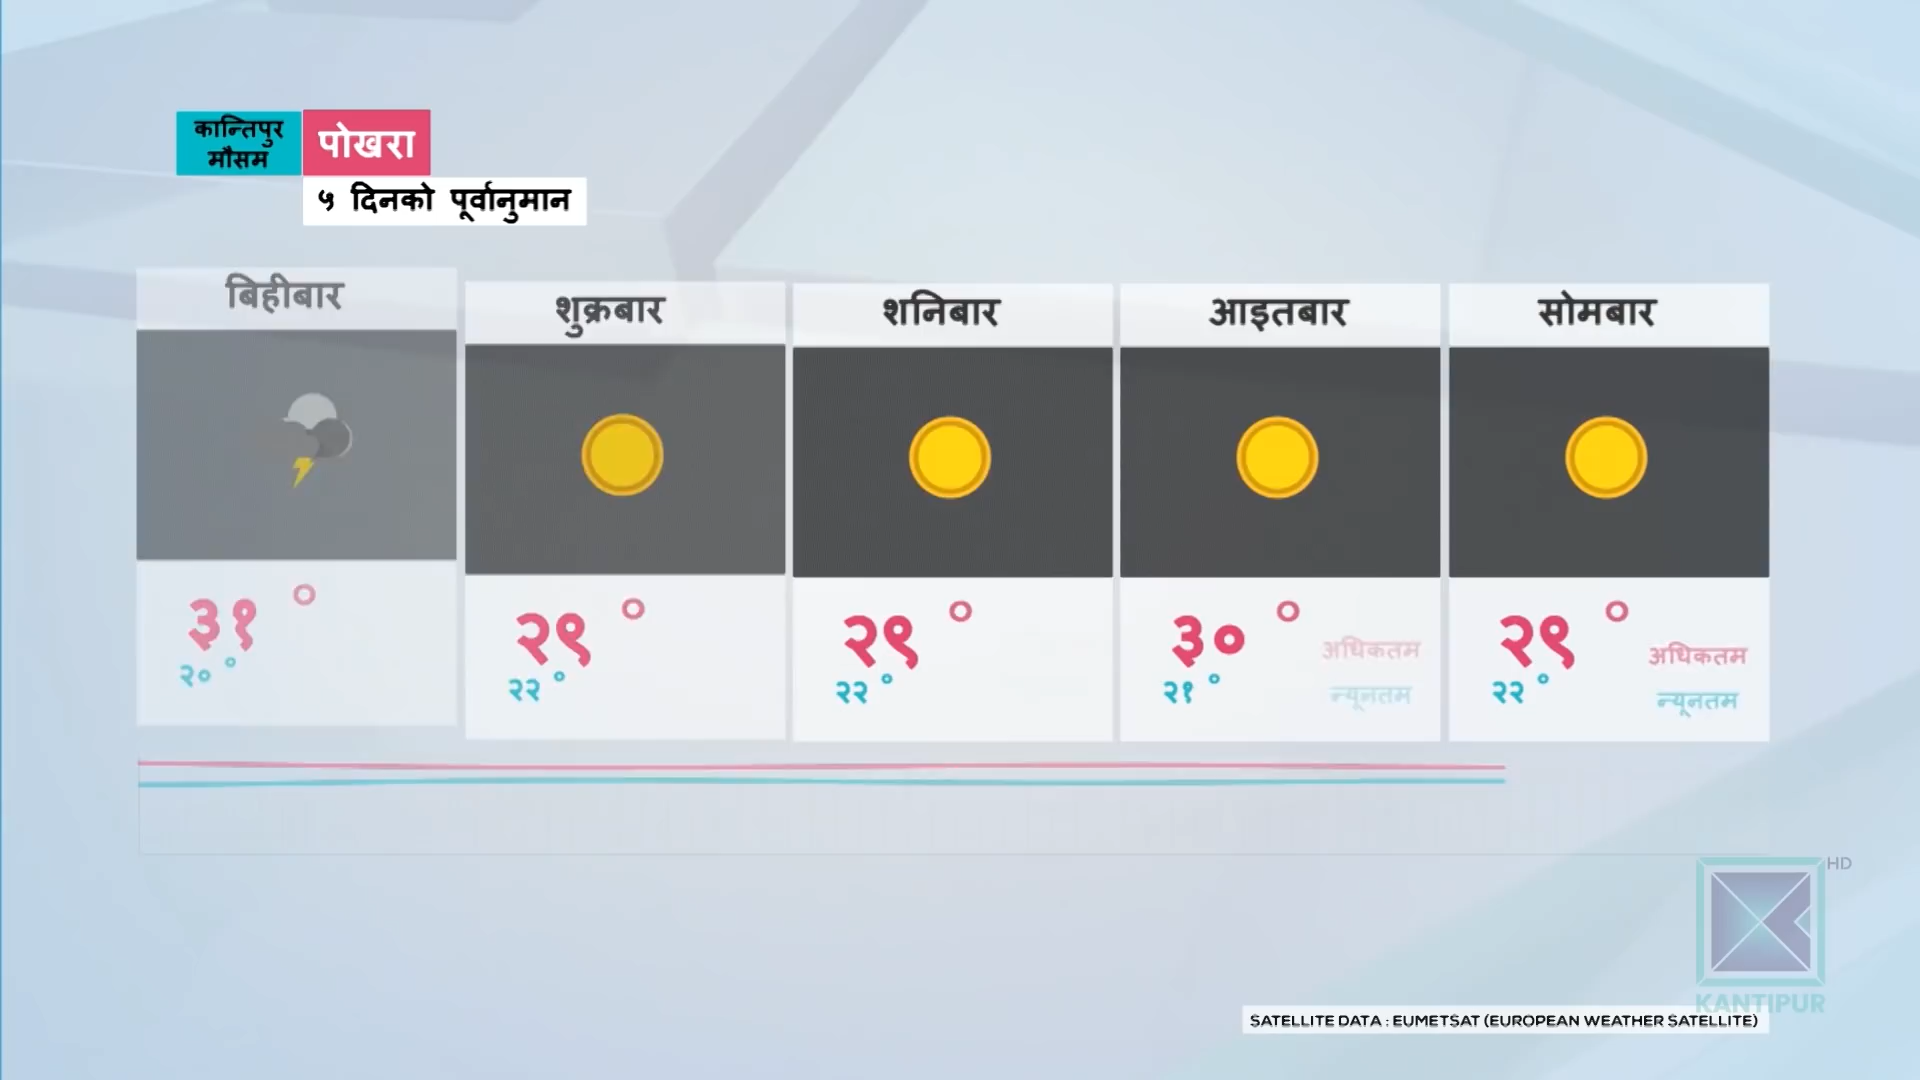 कान्तिपुर
मौसम
पोखरा
५ दिनको पूर्वानुमान
बिहीबार
शुक्रबार
शनिबार
आइतबार
सोमबार
३१°
२०°
२९°
२२°
२९°
२२°
३०°
२१°
अधिकतम
न्यूनतम
२९°
२२°
अधिकतम
न्यूनतम
HD
KANTIPUR
SATELLITE DATA : EUMETSAT (EUROPEAN WEATHER SATELLITE)